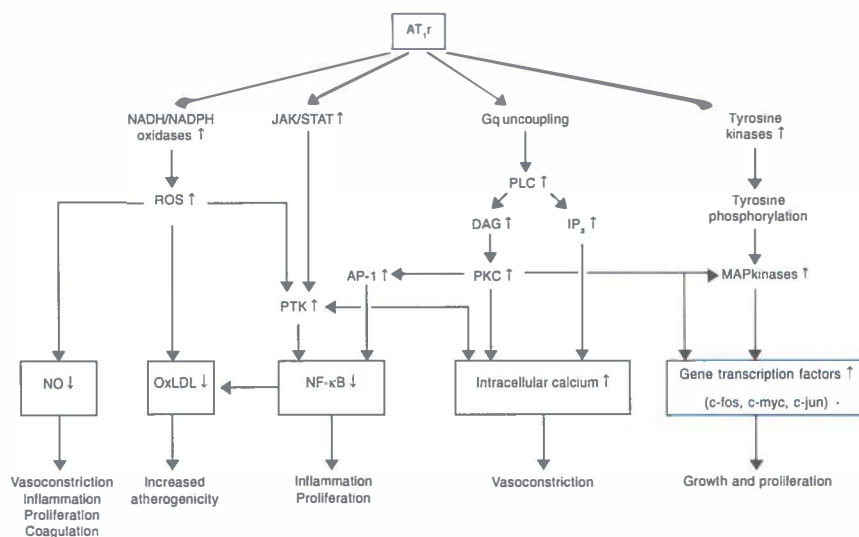 AT₁r
NADH/NADPH
oxidases ↑
JAK/STAT ↑
Gq uncoupling
Tyrosine
kinases ↑
PLC ↑
ROS ↑
Tyrosine
phosphorylation
DAG ↑
IP₃ ↑
AP-1 ↑
PKC ↑
MAPkinases ↑
PTK ↑
NO ↓
OxLDL ↓
NF-κB ↓
Intracellular calcium ↑
Gene transcription factors ↑
(c-fos, c-myc, c-jun)
Vasoconstriction
Inflammation
Proliferation
Coagulation
Increased
atherogenicity
Inflammation
Proliferation
Vasoconstriction
Growth and proliferation